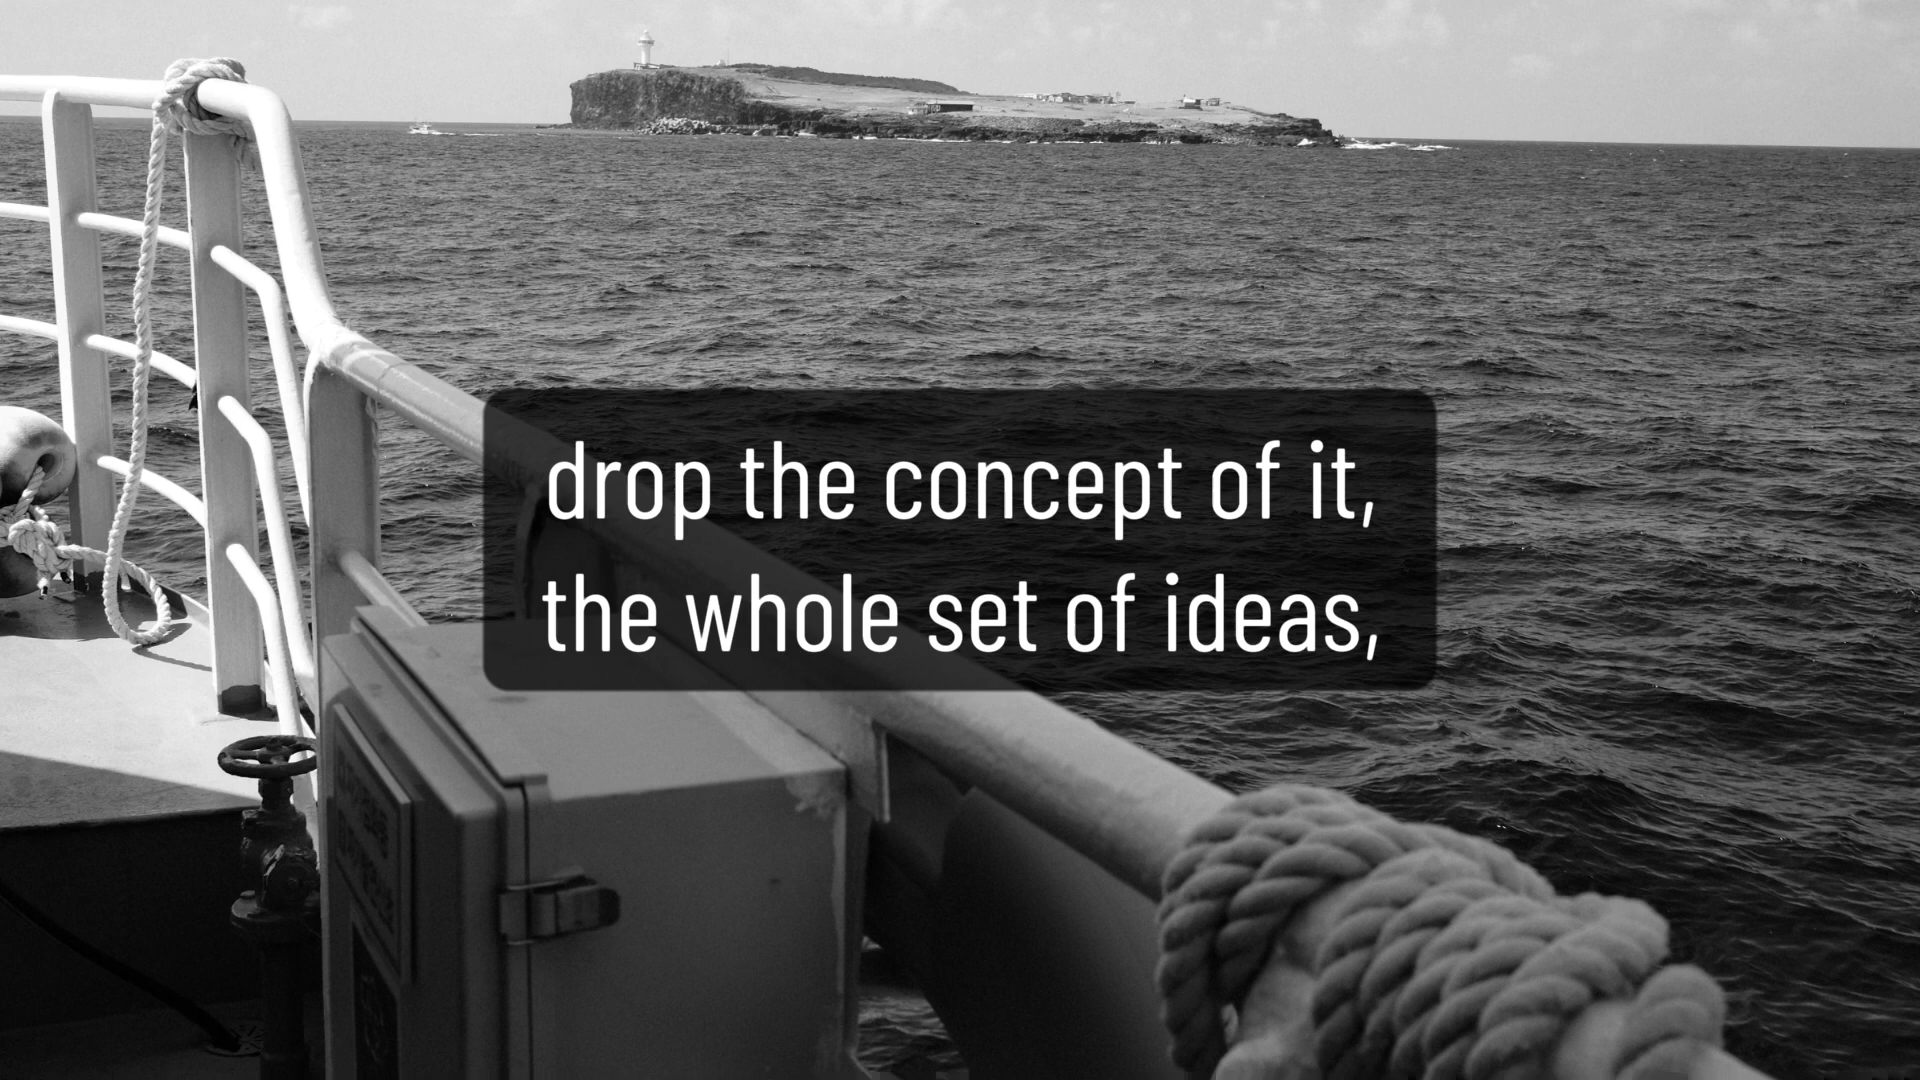 drop the concept of it,
the whole set of ideas,